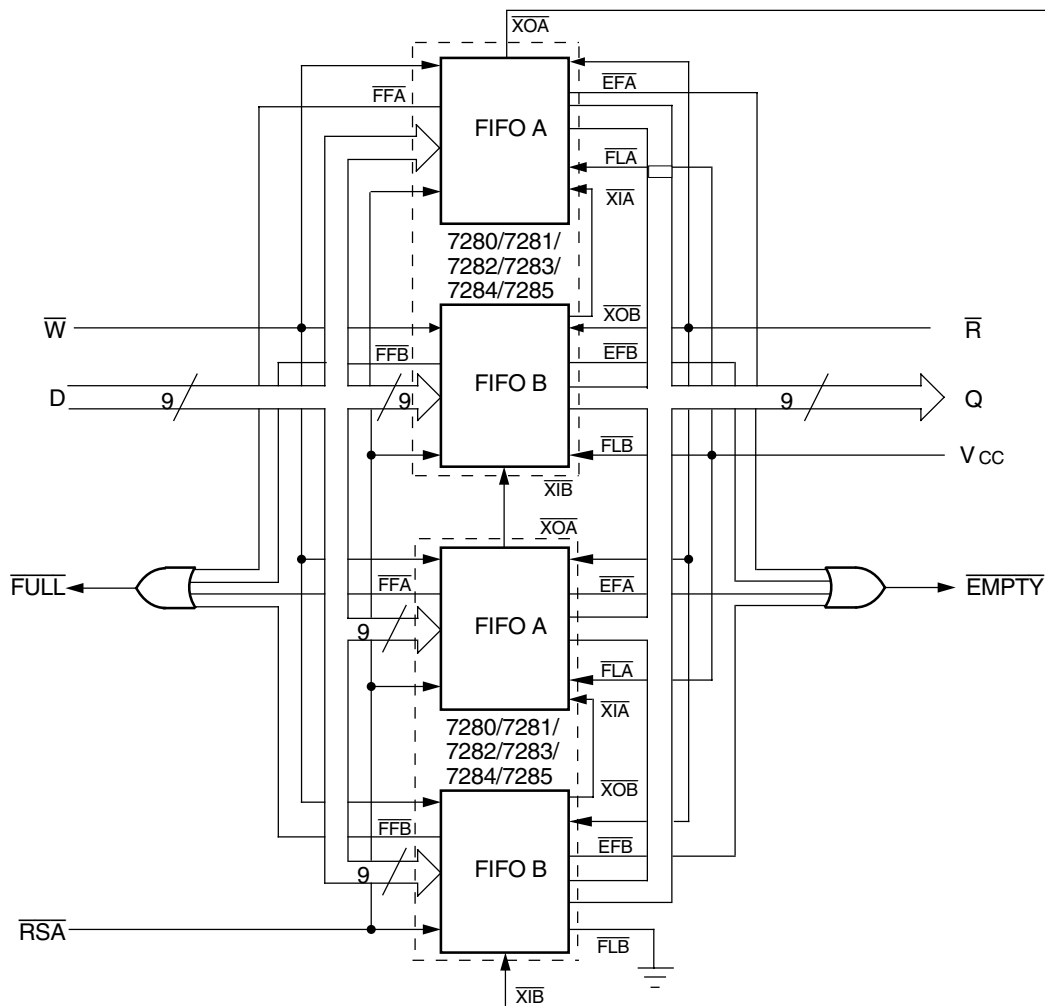 XOA
FFA
EFA
FIFO A
FLA
XIA
7280/7281/
7282/7283/
7284/7285
XOB
W
R
FFB
EFB
FIFO B
D
9
9
9
Q
FLB
VCC
XIB
XOA
FULL
FFA
EFA
EMPTY
FIFO A
9
FLA
XIA
7280/7281/
7282/7283/
7284/7285
XOB
FFB
EFB
FIFO B
9
RSA
FLB
XIB